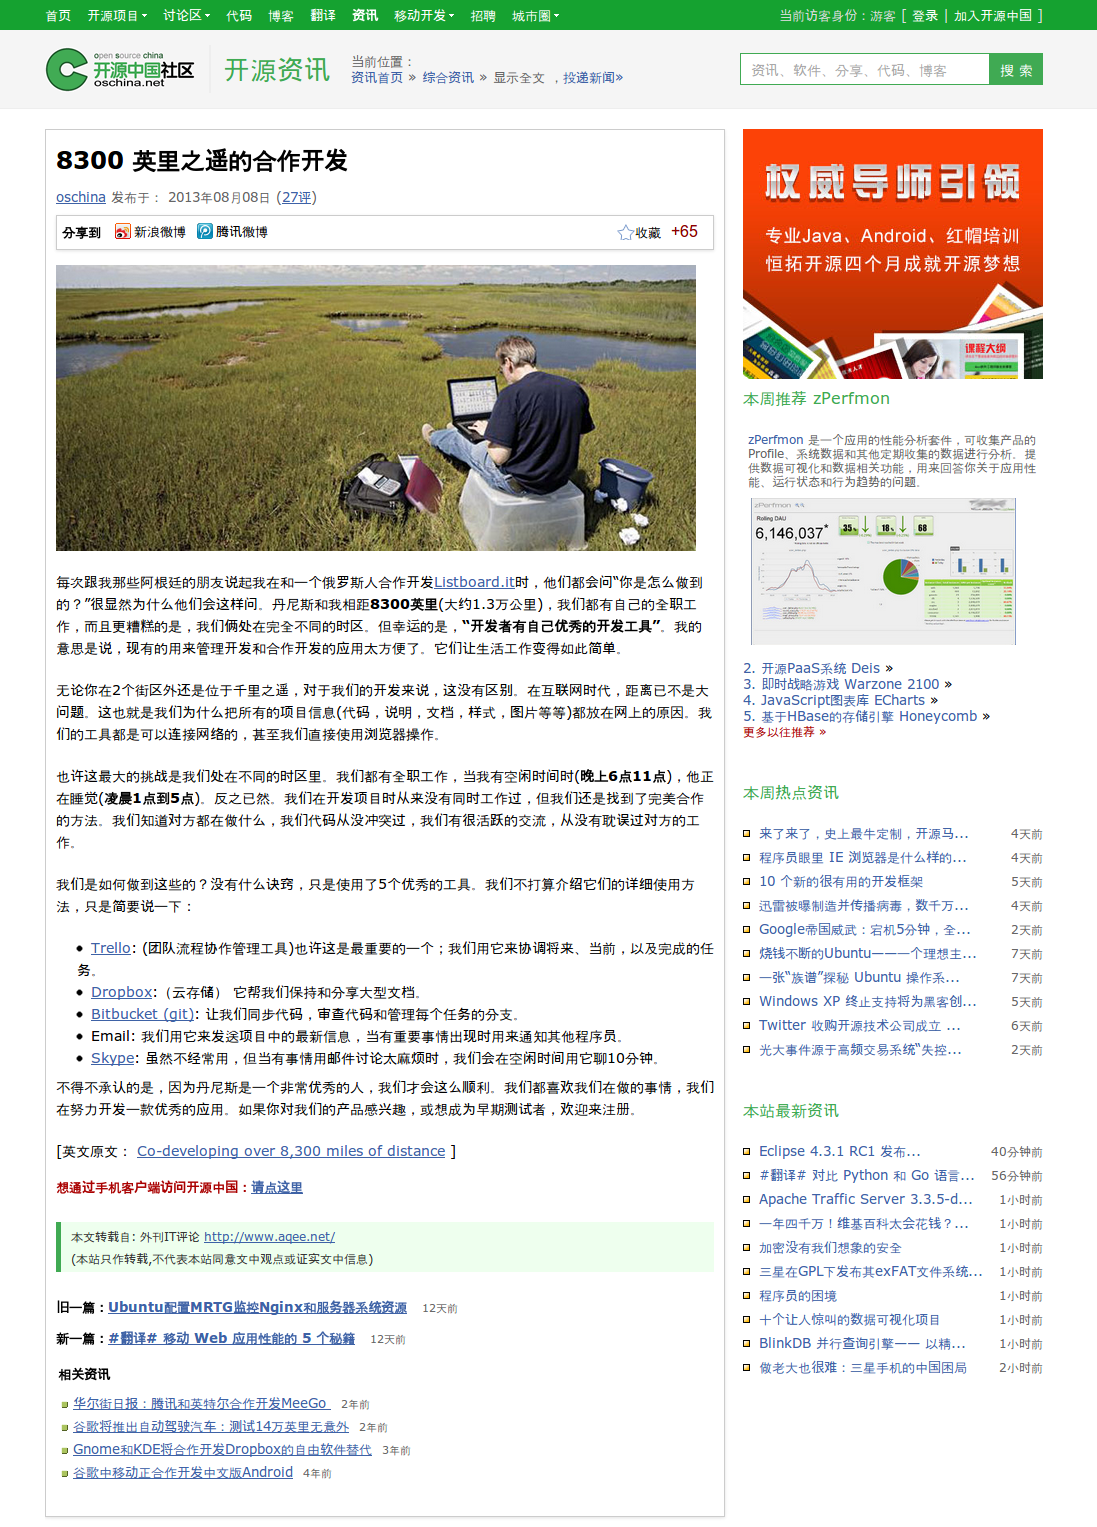 首页 开源项目 讨论区 代码 博客 翻译 资讯 移动开发 招聘 城市圈
当前访客身份：游客 [ 登录 | 加入开源中国 ]
open source china
开源中国社区
oschina.net
开源资讯
当前位置：
资讯首页 » 综合资讯 » 显示全文 ，投递新闻»
资讯、软件、分享、代码、博客
搜 索
8300 英里之遥的合作开发
oschina 发布于： 2013年08月08日 (27评)
分享到 新浪微博 腾讯微博
收藏 +65
每次跟我那些阿根廷的朋友说起我在和一个俄罗斯人合作开发Listboard.it时，他们都会问“你是怎么做到
的？”很显然为什么他们会这样问。丹尼斯和我相距8300英里(大约1.3万公里)，我们都有自己的全职工
作，而且更糟糕的是，我们俩处在完全不同的时区。但幸运的是，“开发者有自己优秀的开发工具”。我的
意思是说，现有的用来管理开发和合作开发的应用太方便了。它们让生活工作变得如此简单。
无论你在2个街区外还是位于千里之遥，对于我们的开发来说，这没有区别。在互联网时代，距离已不是大
问题。这也就是我们为什么把所有的项目信息(代码，说明，文档，样式，图片等等)都放在网上的原因。我
们的工具都是可以连接网络的，甚至我们直接使用浏览器操作。
也许这最大的挑战是我们处在不同的时区里。我们都有全职工作，当我有空闲时间时(晚上6点11点)，他正
在睡觉(凌晨1点到5点)。反之已然。我们在开发项目时从来没有同时工作过，但我们还是找到了完美合作
的方法。我们知道对方都在做什么，我们代码从没冲突过，我们有很活跃的交流，从没有耽误过对方的工
作。
我们是如何做到这些的？没有什么诀窍，只是使用了5个优秀的工具。我们不打算介绍它们的详细使用方
法，只是简要说一下：
Trello: (团队流程协作管理工具)也许这是最重要的一个；我们用它来协调将来、当前，以及完成的任
务。
Dropbox:（云存储） 它帮我们保持和分享大型文档。
Bitbucket (git): 让我们同步代码，审查代码和管理每个任务的分支。
Email: 我们用它来发送项目中的最新信息，当有重要事情出现时用来通知其他程序员。
Skype: 虽然不经常用，但当有事情用邮件讨论太麻烦时，我们会在空闲时间用它聊10分钟。
不得不承认的是，因为丹尼斯是一个非常优秀的人，我们才会这么顺利。我们都喜欢我们在做的事情，我们
在努力开发一款优秀的应用。如果你对我们的产品感兴趣，或想成为早期测试者，欢迎来注册。
[英文原文： Co-developing over 8,300 miles of distance ]
想通过手机客户端访问开源中国：请点这里
本文转载自: 外刊IT评论 http://www.aqee.net/
(本站只作转载,不代表本站同意文中观点或证实文中信息)
旧一篇：Ubuntu配置MRTG监控Nginx和服务器系统资源 12天前
新一篇：#翻译# 移动 Web 应用性能的 5 个秘籍 12天前
相关资讯
华尔街日报：腾讯和英特尔合作开发MeeGo 2年前
谷歌将推出自动驾驶汽车：测试14万英里无意外 2年前
Gnome和KDE将合作开发Dropbox的自由软件替代 3年前
谷歌中移动正合作开发中文版Android 4年前
权威导师引领
专业Java、Android、红帽培训
恒拓开源四个月成就开源梦想
课程大纲
本周推荐 zPerfmon
zPerfmon 是一个应用的性能分析套件，可收集产品的
Profile、系统数据和其他定期收集的数据进行分析。提
供数据可视化和数据相关功能，用来回答你关于应用性
能、运行状态和行为趋势的问题。
zPerfmon
Rolling DAU
6,146,037*
35% 18% 68
2. 开源PaaS系统 Deis »
3. 即时战略游戏 Warzone 2100 »
4. JavaScript图表库 ECharts »
5. 基于HBase的存储引擎 Honeycomb »
更多以往推荐 »
本周热点资讯
来了来了，史上最牛定制，开源马... 4天前
程序员眼里 IE 浏览器是什么样的... 4天前
10 个新的很有用的开发框架 5天前
迅雷被曝制造并传播病毒，数千万... 4天前
Google帝国威武：宕机5分钟，全... 2天前
烧钱不断的Ubuntu——一个理想主... 7天前
一张“族谱”探秘 Ubuntu 操作系... 7天前
Windows XP 终止支持将为黑客创... 5天前
Twitter 收购开源技术公司成立 ... 6天前
光大事件源于高频交易系统“失控... 2天前
本站最新资讯
Eclipse 4.3.1 RC1 发布... 40分钟前
#翻译# 对比 Python 和 Go 语言... 56分钟前
Apache Traffic Server 3.3.5-d... 1小时前
一年四千万！维基百科太会花钱？... 1小时前
加密没有我们想象的安全 1小时前
三星在GPL下发布其exFAT文件系统... 1小时前
程序员的困境 1小时前
十个让人惊叫的数据可视化项目 1小时前
BlinkDB 并行查询引擎—— 以精... 1小时前
做老大也很难：三星手机的中国困局 2小时前